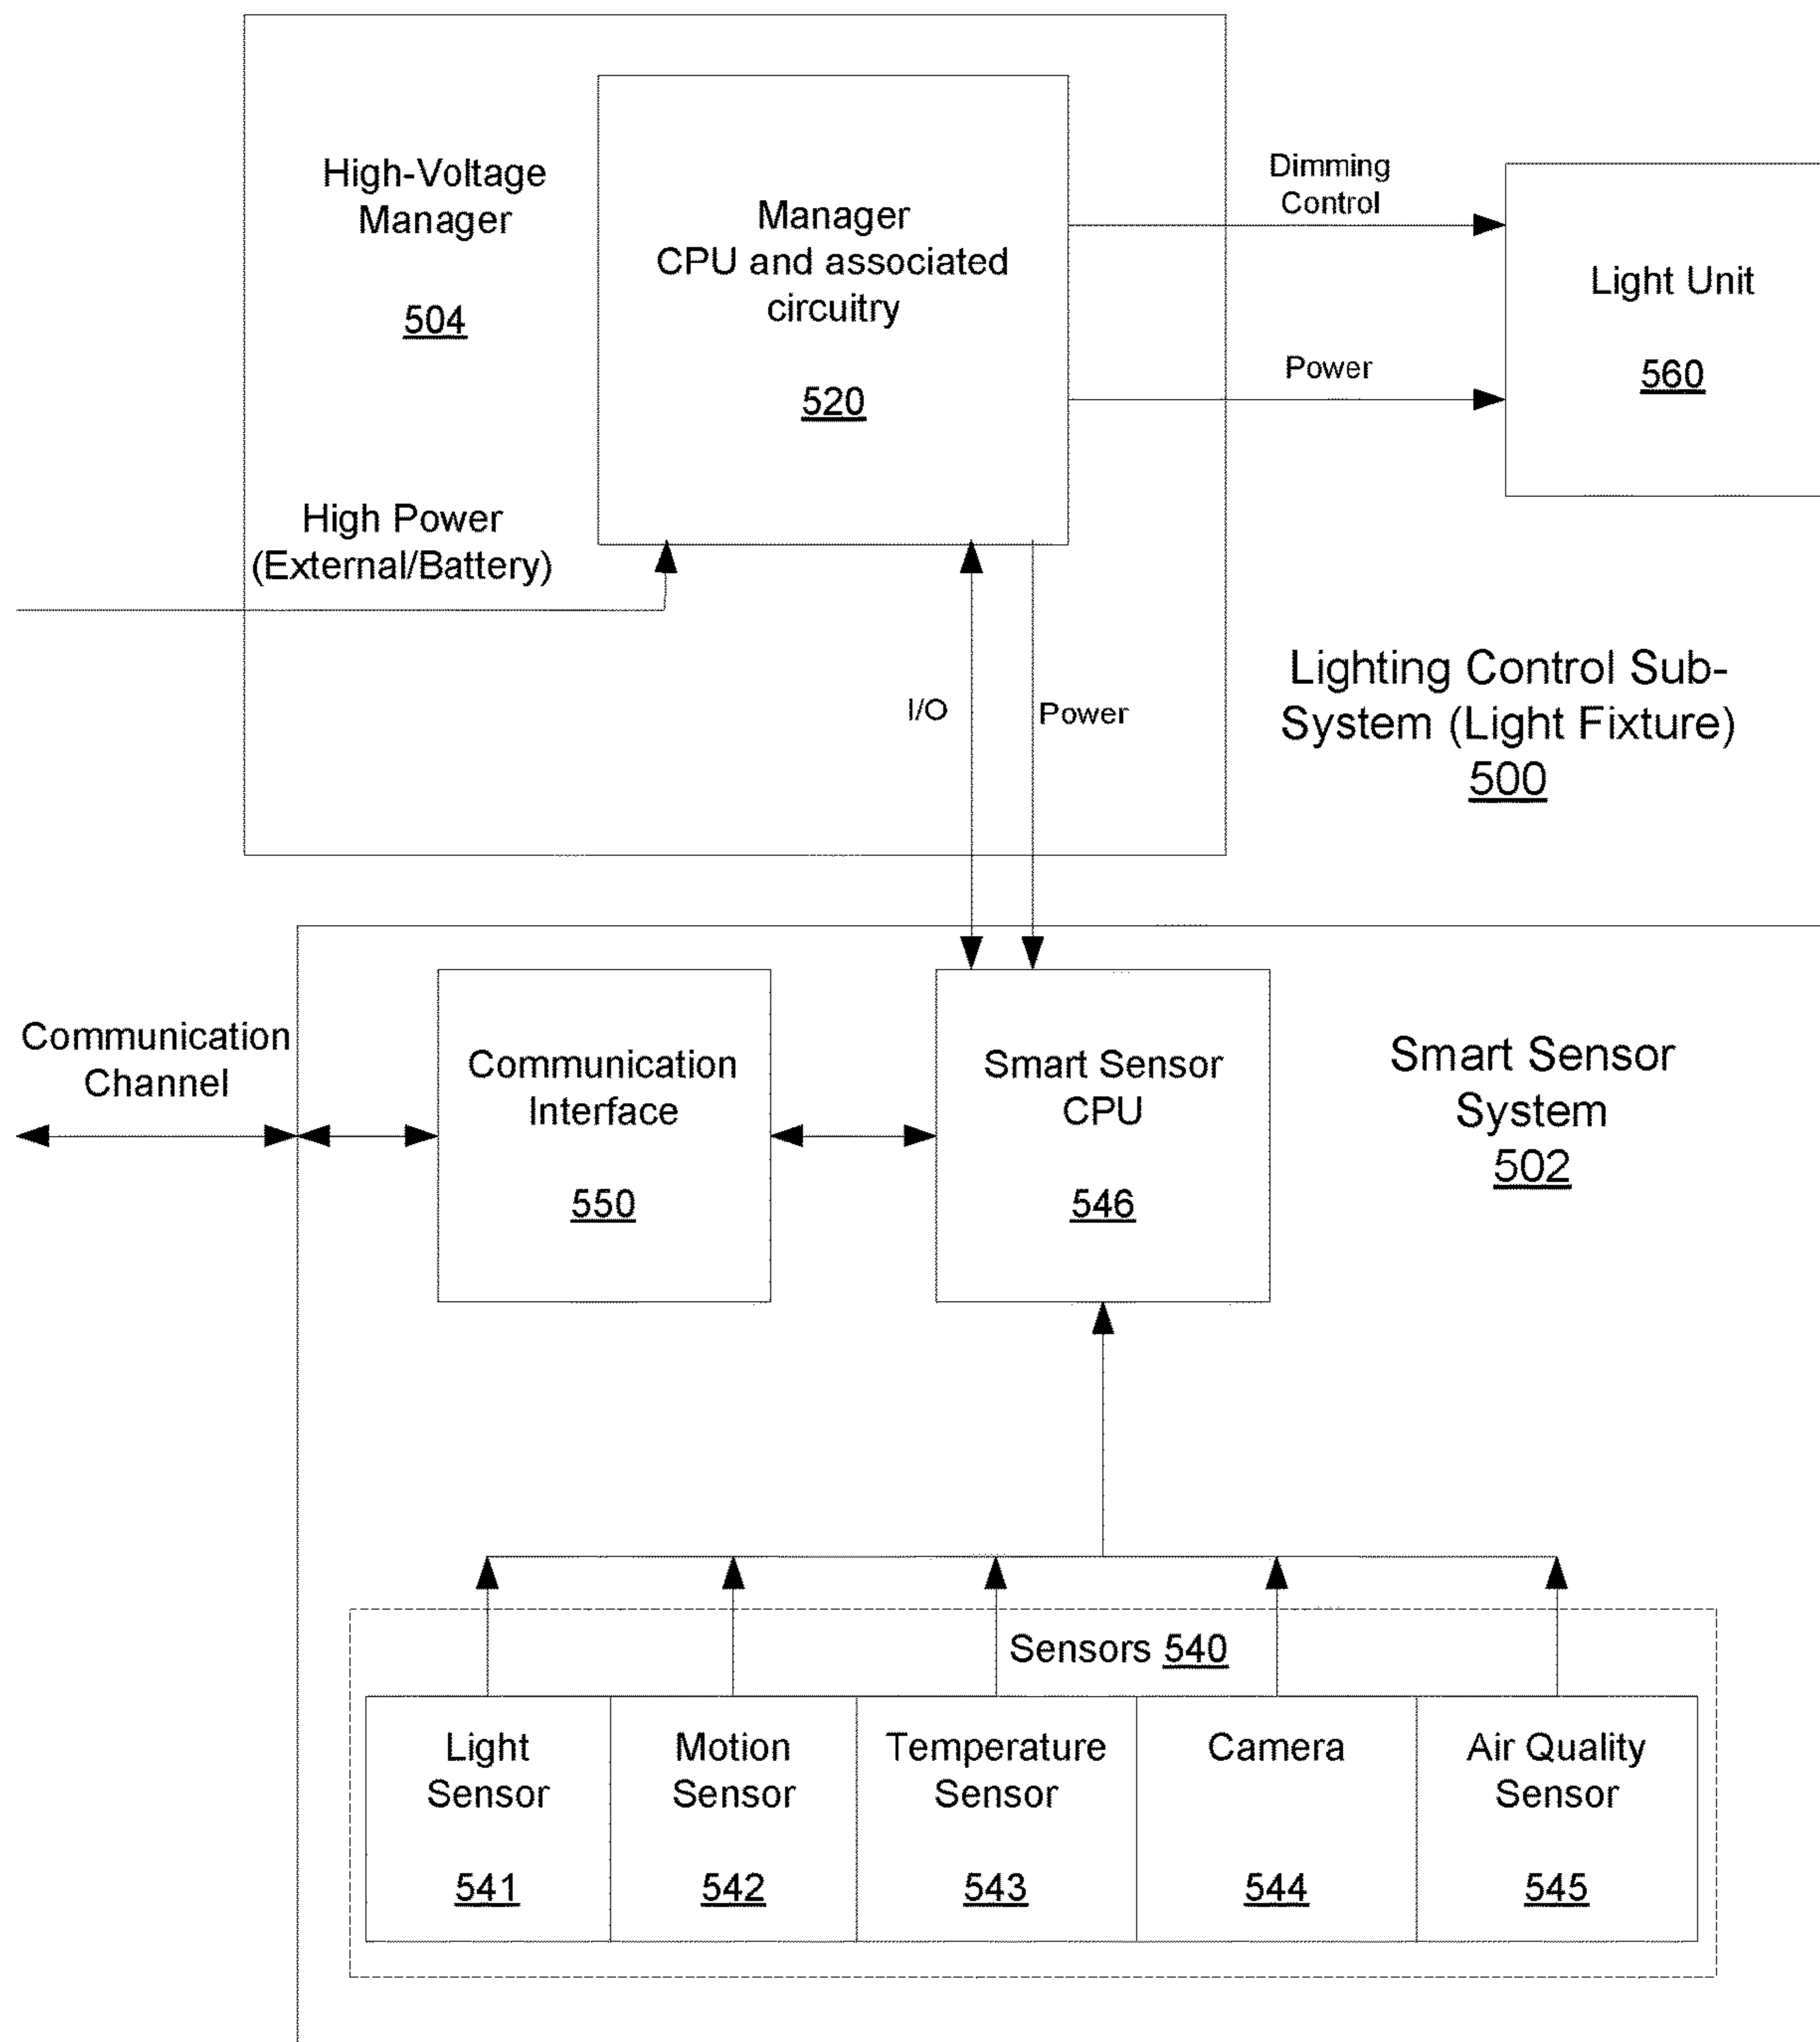 High-Voltage
Manager
504
Manager
CPU and associated
circuitry
520
Dimming
Control
Power
Light Unit
560
High Power
(External/Battery)
I/O
Power
Lighting Control Sub-
System (Light Fixture)
500
Communication
Channel
Communication
Interface
550
Smart Sensor
CPU
546
Smart Sensor
System
502
Sensors 540
Light
Sensor
541
Motion
Sensor
542
Temperature
Sensor
543
Camera
544
Air Quality
Sensor
545